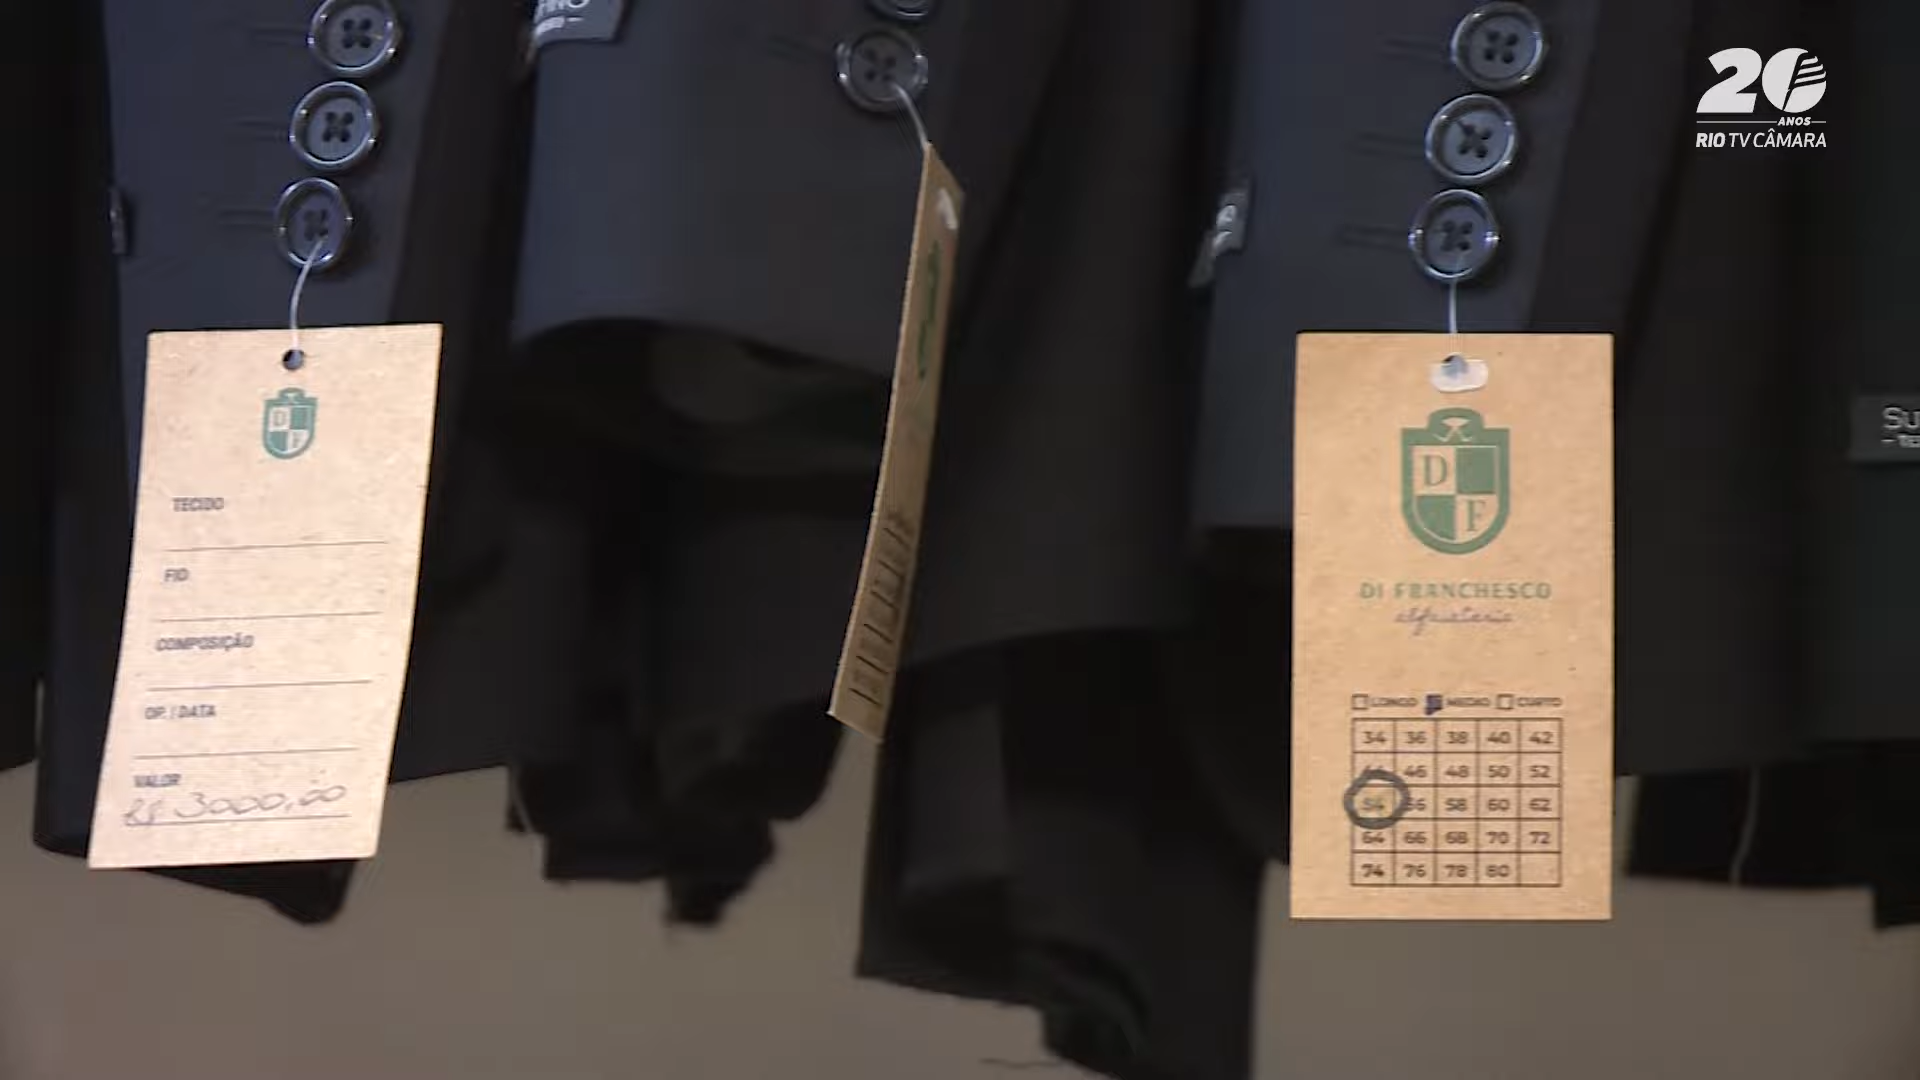 20
ANOS
RIO TV CÂMARA
D
F
TECIDO
FIO
COMPOSIÇÃO
OP. / DATA
VALOR
R$ 3000,00
D
F
DI FRANCHESCO
alfaiataria
LONGO MEDIO CURTO
34 36 38 40 42
44 46 48 50 52
54 56 58 60 62
64 66 68 70 72
74 76 78 80